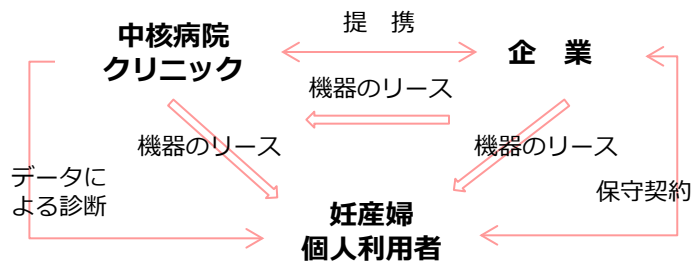 中核病院
クリニック
提　携
企　業
機器のリース
機器のリース
機器のリース
データに
よる診断
保守契約
妊産婦
個人利用者